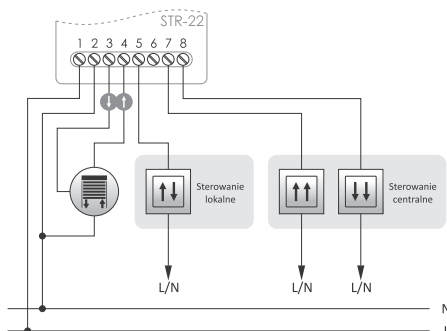 STR-22
1 2 3 4 5 6 7 8
Sterowanie
lokalne
Sterowanie
centralne
L/N
L/N
L/N
N